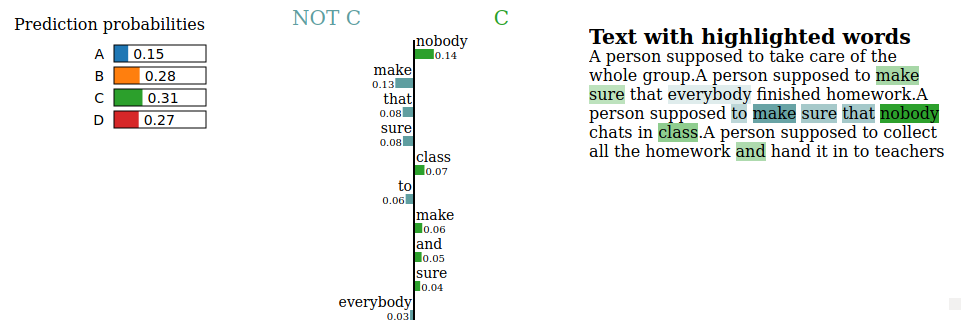 Prediction probabilities
A 0.15
B 0.28
C 0.31
D 0.27
NOT C
C
nobody
0.14
make
0.13
that
0.08
sure
0.08
class
0.07
to
0.06
make
0.06
and
0.05
sure
0.04
everybody
0.03
Text with highlighted words
A person supposed to take care of the
whole group.A person supposed to make
sure that everybody finished homework.A
person supposed to make sure that nobody
chats in class.A person supposed to collect
all the homework and hand it in to teachers